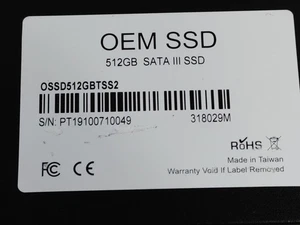 OEM SSD
512GB SATA III SSD
OSSD512GBTSS2
S/N: PT19100710049 318029M
FC CE RoHS
Made in Taiwan
Warranty Void If Label Removed